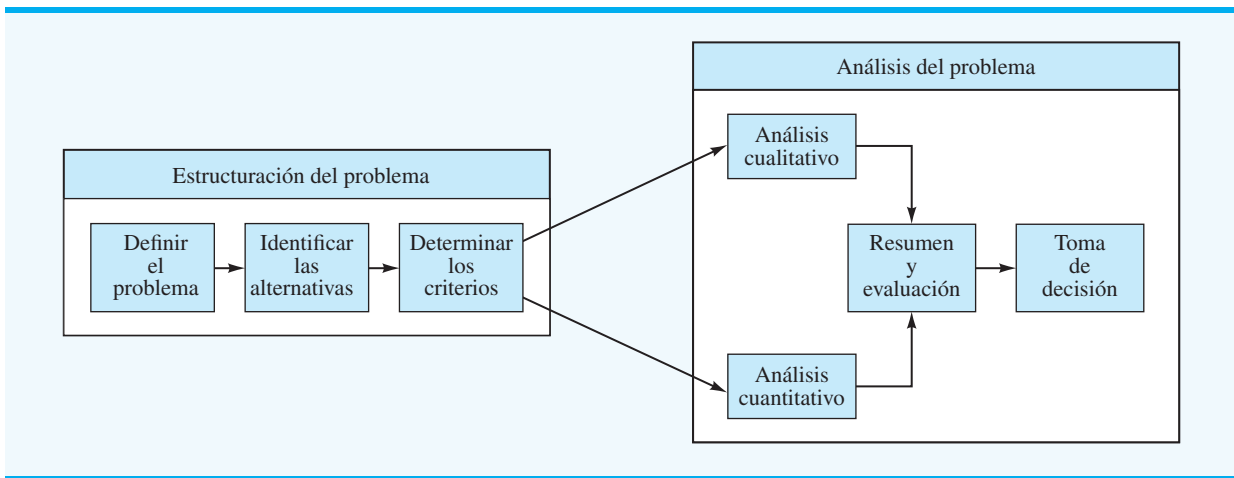 Estructuración del problema
Definir
el
problema
Identificar
las
alternativas
Determinar
los
criterios
Análisis del problema
Análisis
cualitativo
Análisis
cuantitativo
Resumen
y
evaluación
Toma
de
decisión